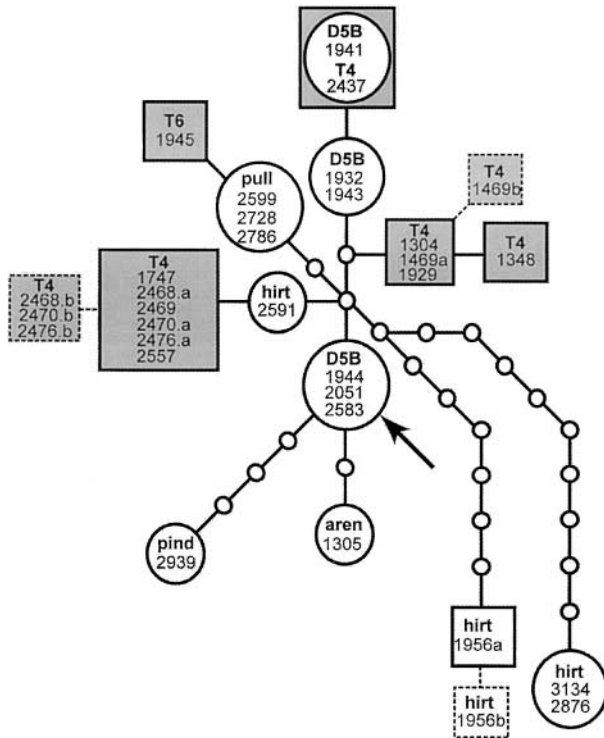 D5B
1941
T4
2437
T6
1945
D5B
1932
1943
T4
1469b
pull
2599
2728
2786
T4
1304
1469a
1929
T4
1348
T4
2468.b
2470.b
2476.b
T4
1747
2468.a
2469
2470.a
2476.a
2557
hirt
2591
D5B
1944
2051
2583
pind
2939
aren
1305
hirt
1956a
hirt
1956b
hirt
3134
2876